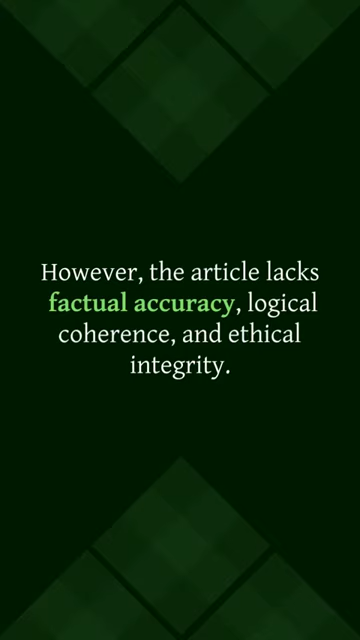 However, the article lacks
factual accuracy, logical
coherence, and ethical
integrity.